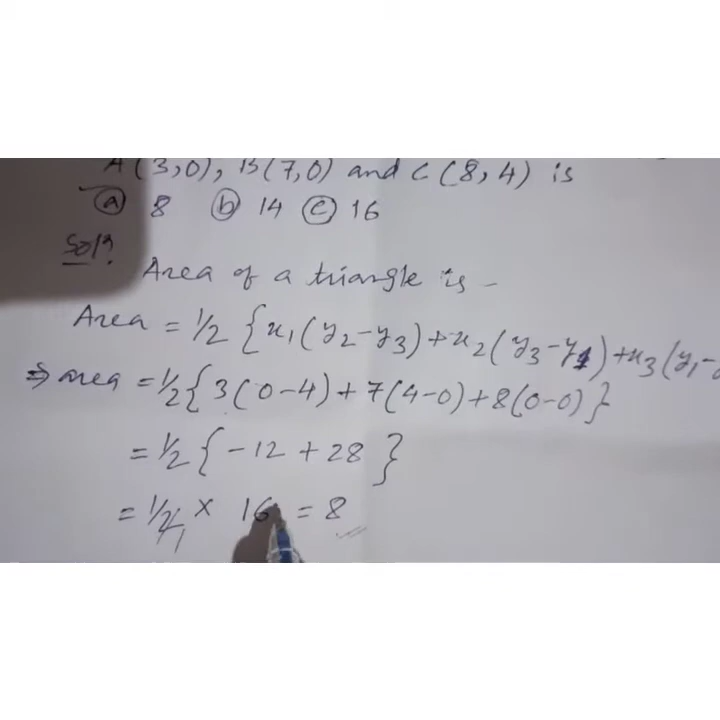 A(3,0), B(7,0) and C(8,4) is
(a) 8 (b) 14 (c) 16
Soln.
Area of a triangle is -
Area = 1/2 {x1(y2-y3)+x2(y3-y1)+x3(y1-
⇒ area = 1/2{3(0-4)+7(4-0)+8(0-0)}
= 1/2 {-12 + 28}
= 1/2 × 16 = 8